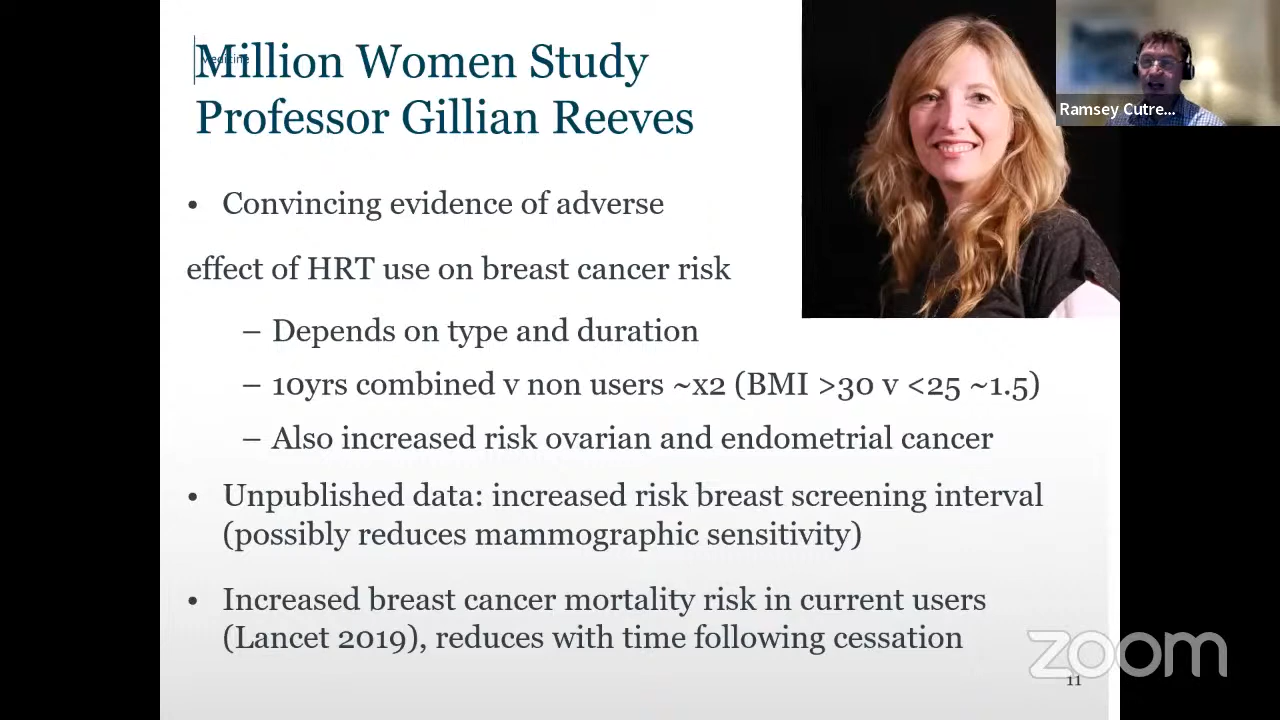 Medicine
Million Women Study
Professor Gillian Reeves
Ramsey Cutre...
• Convincing evidence of adverse
effect of HRT use on breast cancer risk
– Depends on type and duration
– 10yrs combined v non users ~x2 (BMI >30 v <25 ~1.5)
– Also increased risk ovarian and endometrial cancer
• Unpublished data: increased risk breast screening interval
(possibly reduces mammographic sensitivity)
• Increased breast cancer mortality risk in current users
(Lancet 2019), reduces with time following cessation
zoom
11